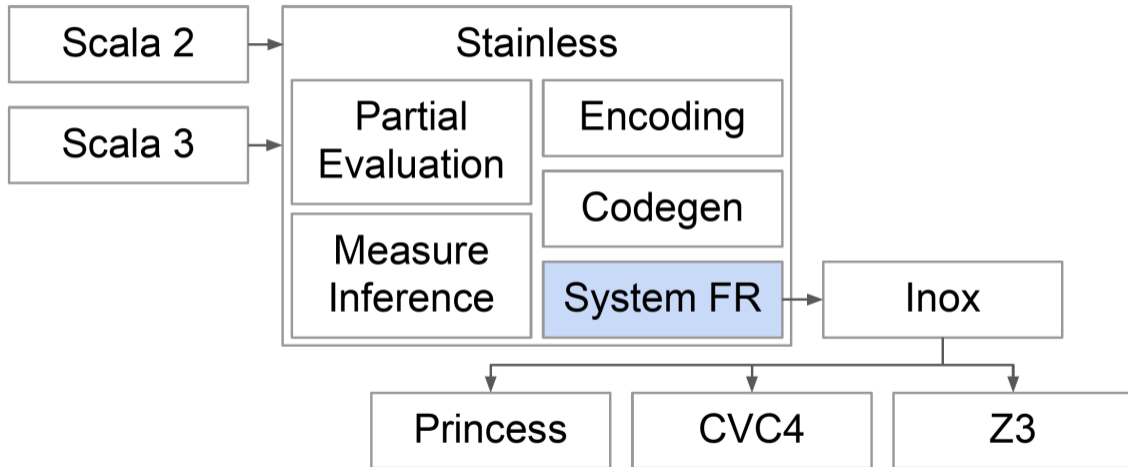 Scala 2
Scala 3
Stainless
Partial
Evaluation
Measure
Inference
Encoding
Codegen
System FR
Inox
Princess
CVC4
Z3